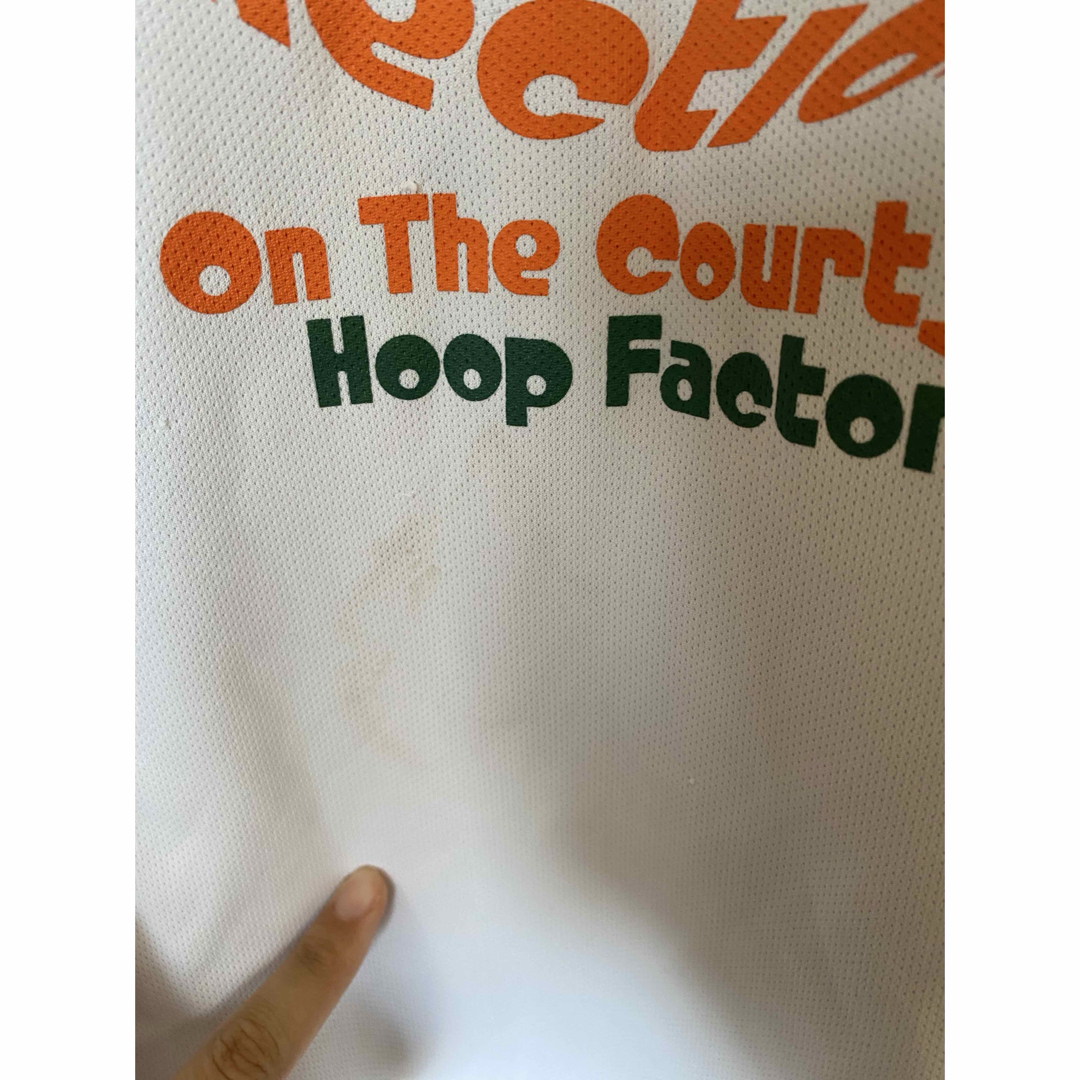 On The Court,
Hoop Factor